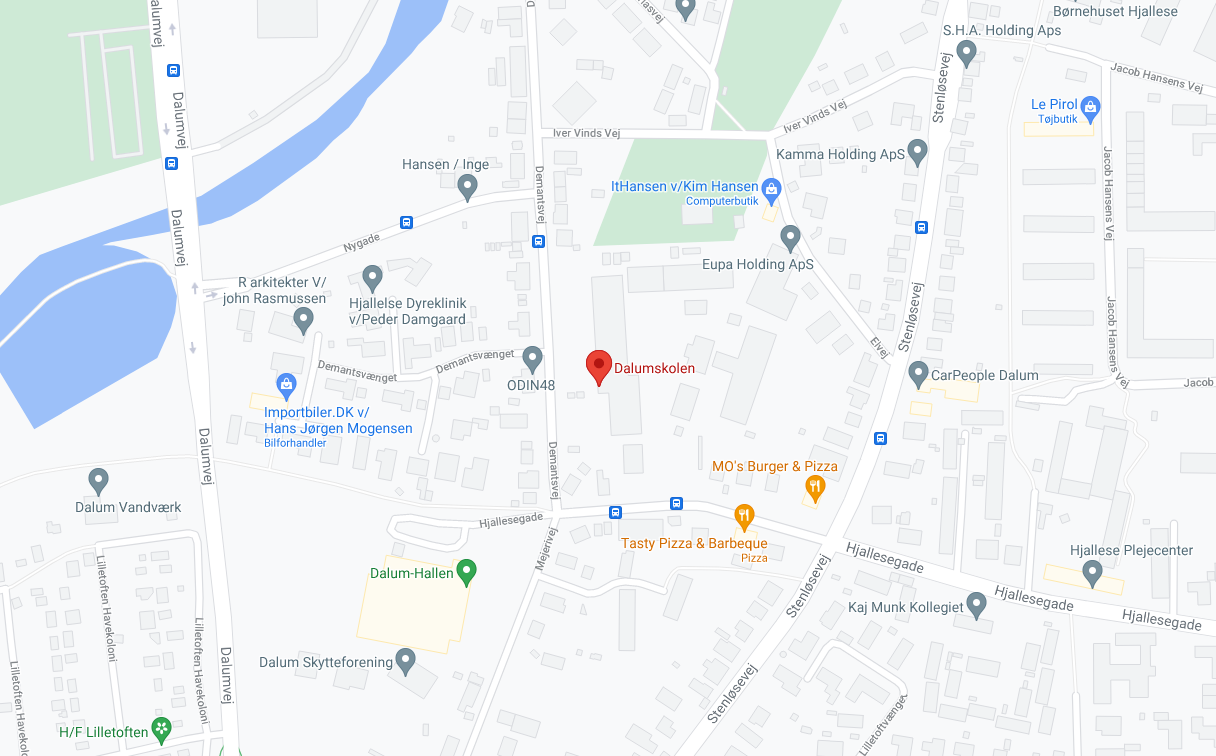 Dalumvej
Børnehuset Hjallese
S.H.A. Holding Aps
Jacob Hansens Vej
Stenløsevej
Le Pirol
Tøjbutik
Dalumvej
Iver Vinds Vej
Iver Vinds Vej
Hansen / Inge
Kamma Holding ApS
Jacob Hansens Vej
Demantsvej
ItHansen v/Kim Hansen
Computerbutik
Dalumvej
Nygade
Eupa Holding ApS
R arkitekter V/
john Rasmussen
Hjallelse Dyreklinik
v/Peder Damgaard
Stenløsevej
Jacob Hansens Vej
Elvej
Demantsvænget
Demantsvænget
ODIN48
Dalumskolen
CarPeople Dalum
Jacob
Importbiler.DK v/
Hans Jørgen Mogensen
Bilforhandler
Dalumvej
Demantsvej
MO's Burger & Pizza
Dalum Vandværk
Hjallesegade
Mejerivej
Tasty Pizza & Barbeque
Pizza
Hjallesegade
Hjallese Plejecenter
Dalum-Hallen
Stenløsevej
Hjallesegade
Kaj Munk Kollegiet
Hjallesegade
Lilletoften Havekoloni
Lilletoften Havekoloni
Lilletoften Havekoloni
Dalumvej
Dalum Skytteforening
Stenløsevej
Lilletoftvænget
H/F Lilletoften